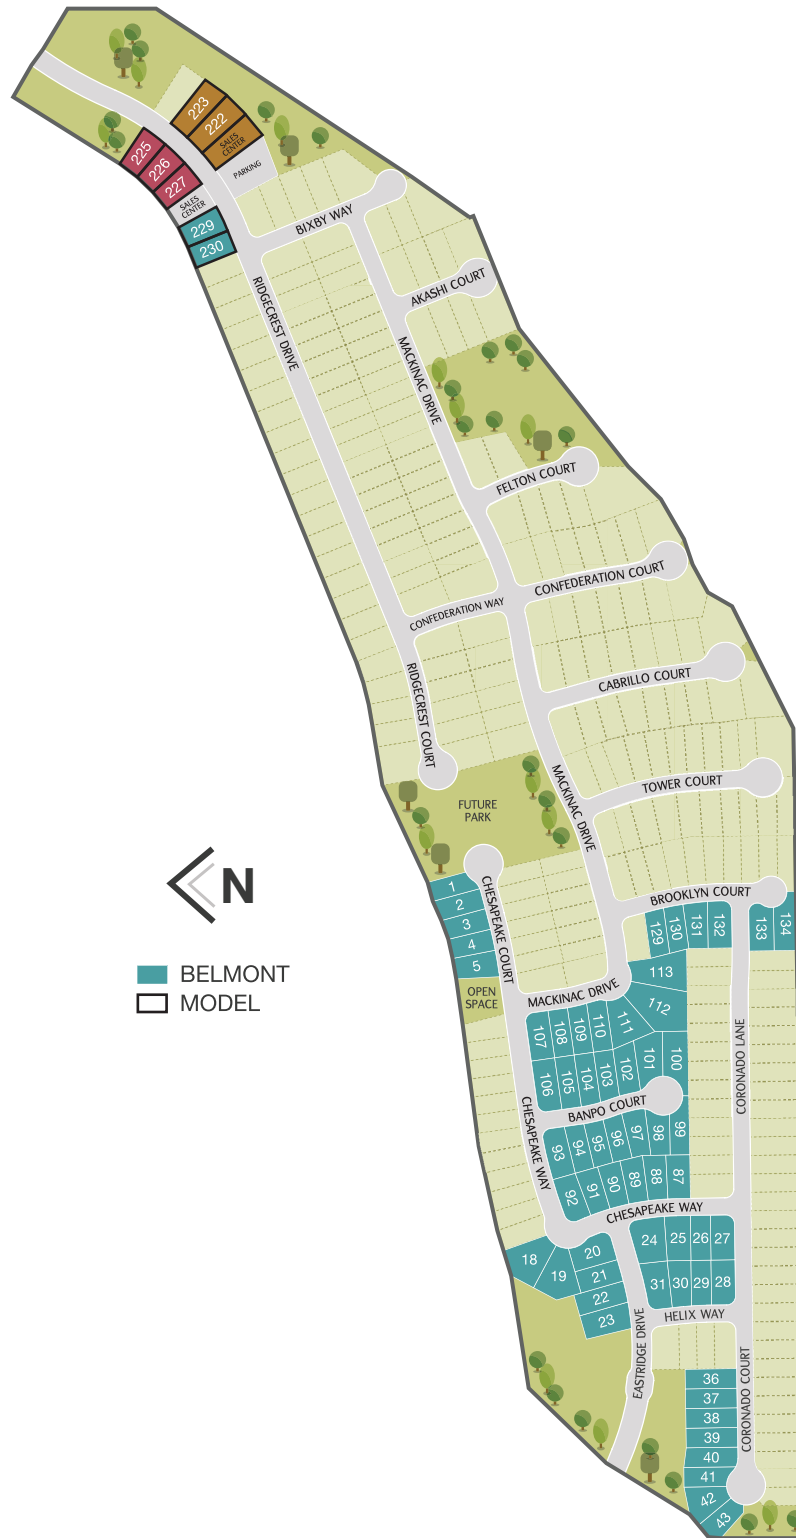 223
222
SALES
CENTER
PARKING
225
226
227
SALES
CENTER
229
230
BIXBY WAY
AKASHI COURT
RIDGECREST DRIVE
MACKINAC DRIVE
FELTON COURT
CONFEDERATION COURT
CONFEDERATION WAY
CABRILLO COURT
RIDGECREST COURT
MACKINAC DRIVE
TOWER COURT
FUTURE
PARK
BROOKLYN COURT
1
2
3
4
5
CHESAPEAKE COURT
129
130
131
132
133
134
N
BELMONT
MODEL
OPEN
SPACE
MACKINAC DRIVE
113
112
107
108
109
110
111
106
105
104
103
102
101
100
CORONADO LANE
BANPO COURT
CHESAPEAKE WAY
93
94
95
96
97
98
99
92
91
90
89
88
87
CHESAPEAKE WAY
18
19
20
21
22
23
24
25
26
27
31
30
29
28
HELIX WAY
EASTRIDGE DRIVE
CORONADO COURT
36
37
38
39
40
41
42
43